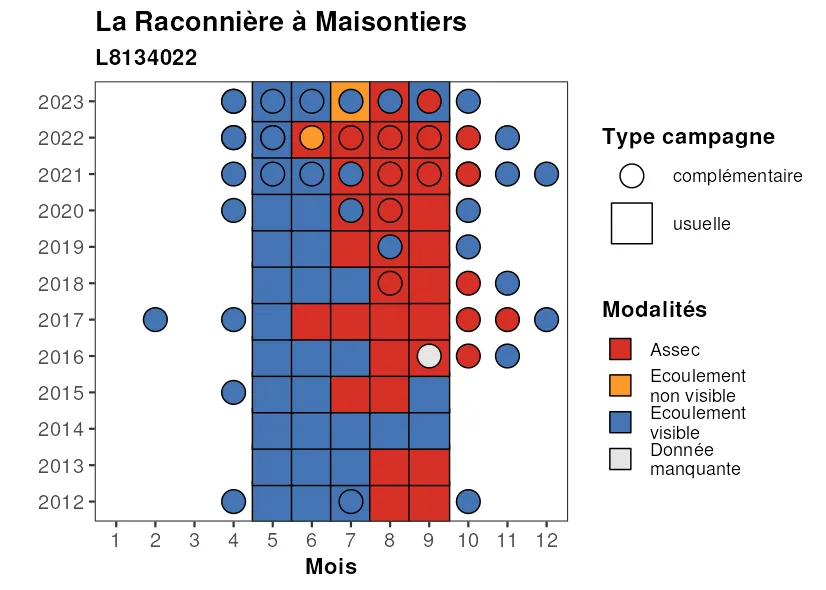 La Raconnière à Maisontiers
L8134022
2023
2022
2021
2020
2019
2018
2017
2016
2015
2014
2013
2012
1 2 3 4 5 6 7 8 9 10 11 12
Mois
Type campagne
complémentaire
usuelle
Modalités
Assec
Ecoulement
non visible
Ecoulement
visible
Donnée
manquante